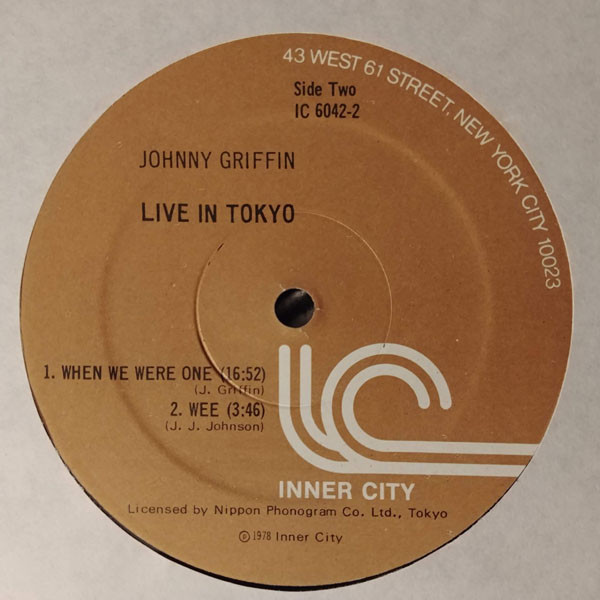 43 WEST 61 STREET, NEW YORK CITY 10023
Side Two
IC 6042-2
JOHNNY GRIFFIN
LIVE IN TOKYO
1. WHEN WE WERE ONE (16:52)
(J. Griffin)
2. WEE (3:46)
(J. J. Johnson)
IC
INNER CITY
Licensed by Nippon Phonogram Co. Ltd., Tokyo
℗ 1978 Inner City